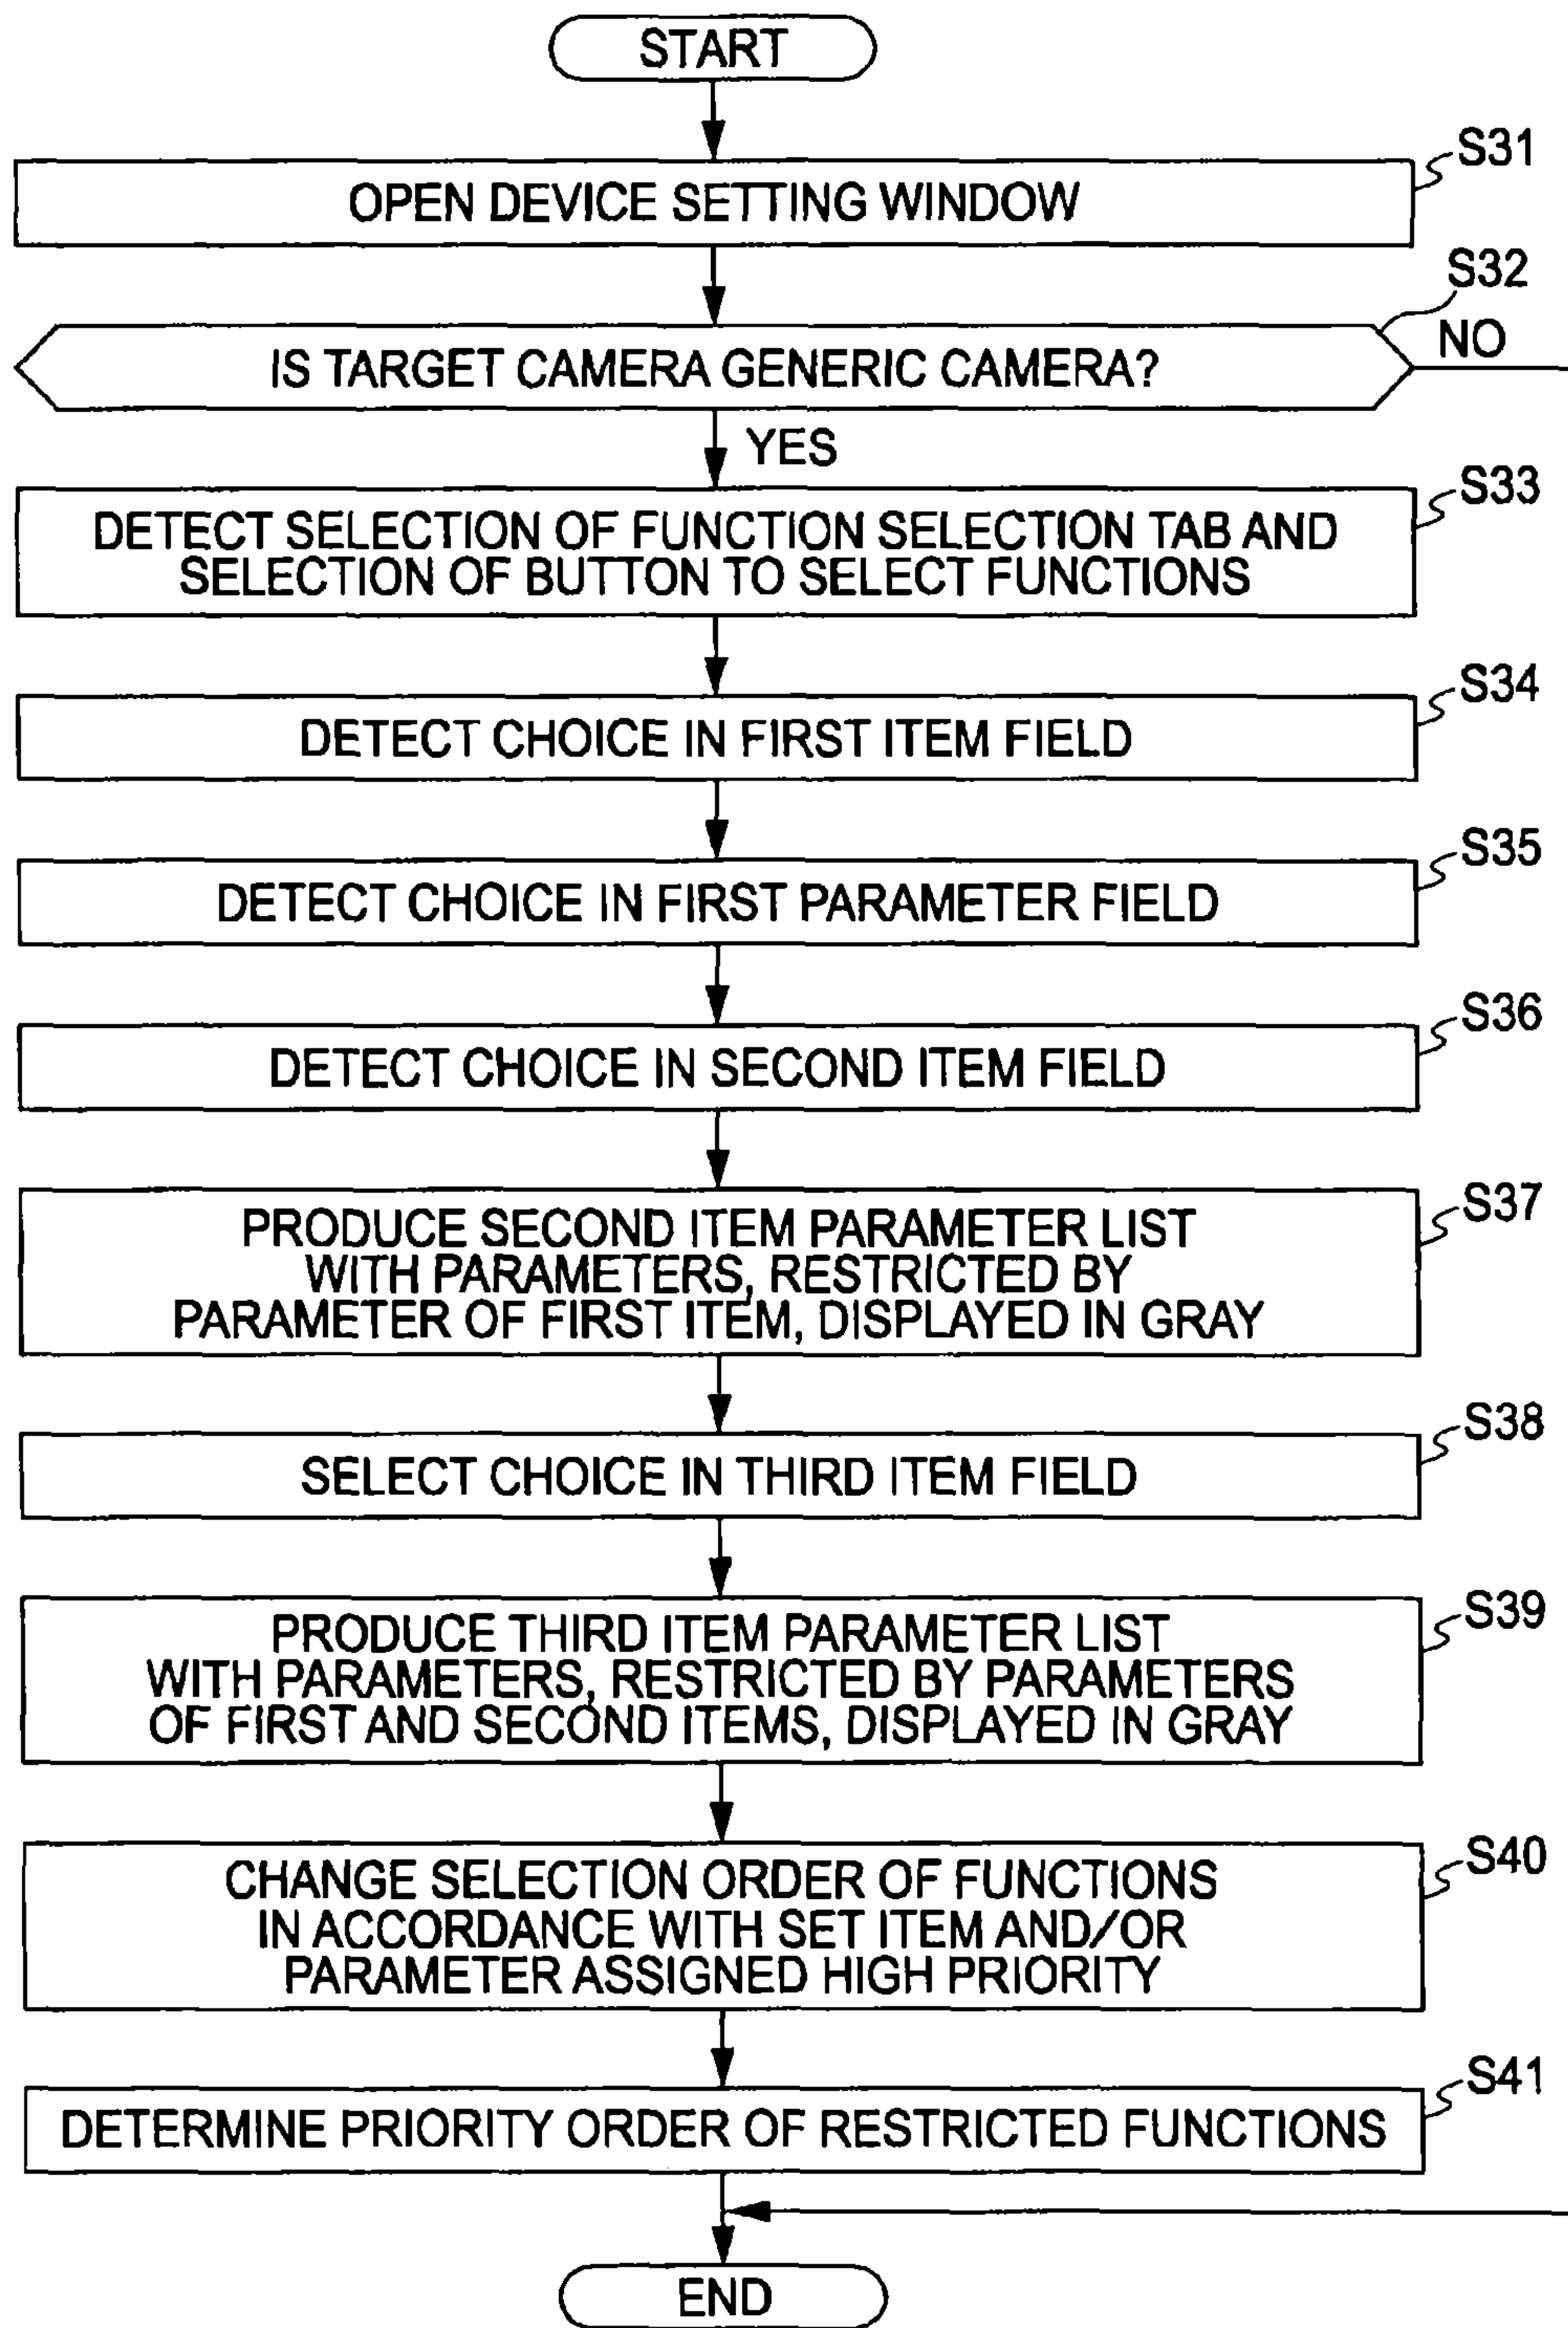 START
S31
OPEN DEVICE SETTING WINDOW
S32
IS TARGET CAMERA GENERIC CAMERA?
NO
YES
S33
DETECT SELECTION OF FUNCTION SELECTION TAB AND
SELECTION OF BUTTON TO SELECT FUNCTIONS
S34
DETECT CHOICE IN FIRST ITEM FIELD
S35
DETECT CHOICE IN FIRST PARAMETER FIELD
S36
DETECT CHOICE IN SECOND ITEM FIELD
S37
PRODUCE SECOND ITEM PARAMETER LIST
WITH PARAMETERS, RESTRICTED BY
PARAMETER OF FIRST ITEM, DISPLAYED IN GRAY
S38
SELECT CHOICE IN THIRD ITEM FIELD
S39
PRODUCE THIRD ITEM PARAMETER LIST
WITH PARAMETERS, RESTRICTED BY PARAMETERS
OF FIRST AND SECOND ITEMS, DISPLAYED IN GRAY
S40
CHANGE SELECTION ORDER OF FUNCTIONS
IN ACCORDANCE WITH SET ITEM AND/OR
PARAMETER ASSIGNED HIGH PRIORITY
S41
DETERMINE PRIORITY ORDER OF RESTRICTED FUNCTIONS
END